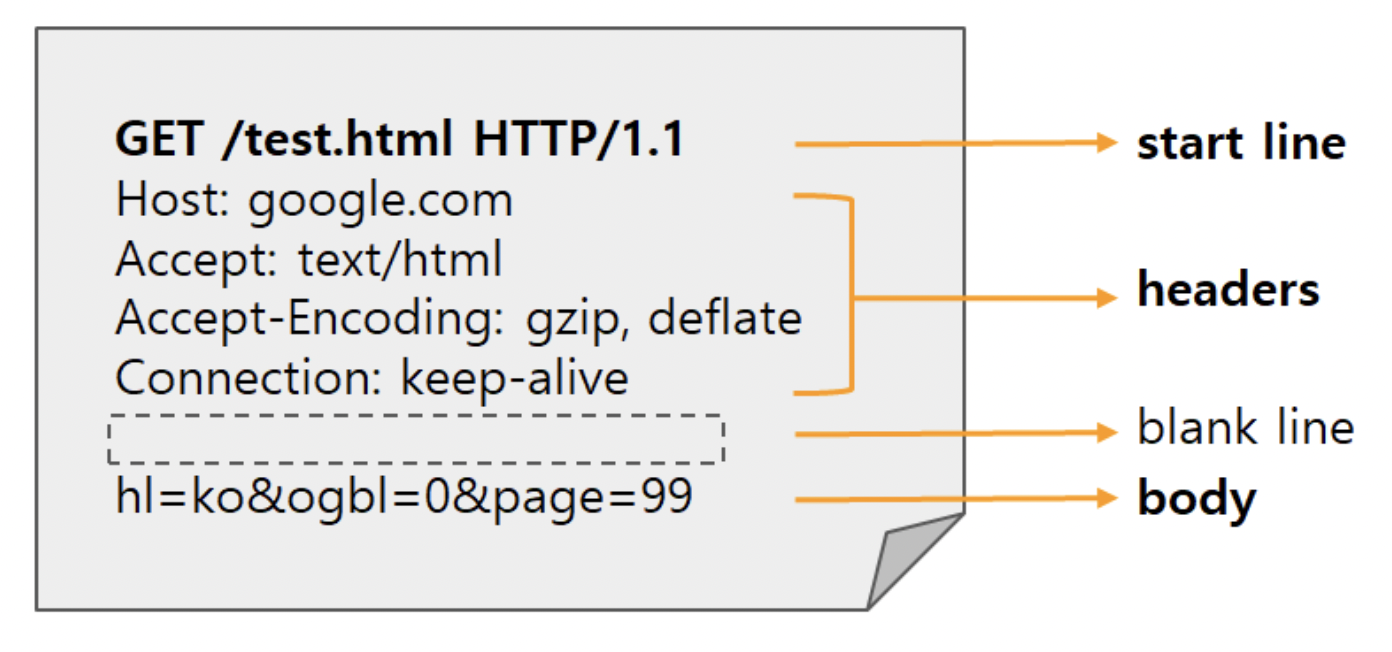 GET /test.html HTTP/1.1
start line
Host: google.com
Accept: text/html
Accept-Encoding: gzip, deflate
Connection: keep-alive
headers
blank line
hl=ko&ogbl=0&page=99
body